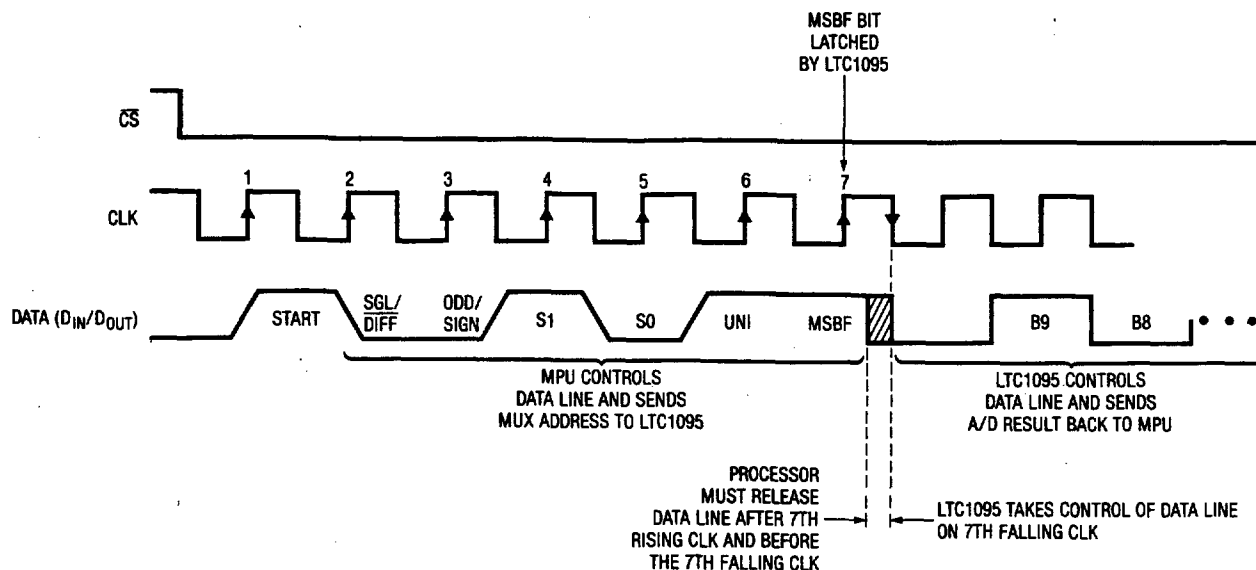 MSBF BIT
LATCHED
BY LTC1095
CS
1 2 3 4 5 6 7
CLK
DATA (DIN/DOUT)
START
SGL/
DIFF
ODD/
SIGN
S1
S0
UNI
MSBF
B9
B8
MPU CONTROLS
DATA LINE AND SENDS
MUX ADDRESS TO LTC1095
LTC1095 CONTROLS
DATA LINE AND SENDS
A/D RESULT BACK TO MPU
PROCESSOR
MUST RELEASE
DATA LINE AFTER 7TH
RISING CLK AND BEFORE
THE 7TH FALLING CLK
LTC1095 TAKES CONTROL OF DATA LINE
ON 7TH FALLING CLK